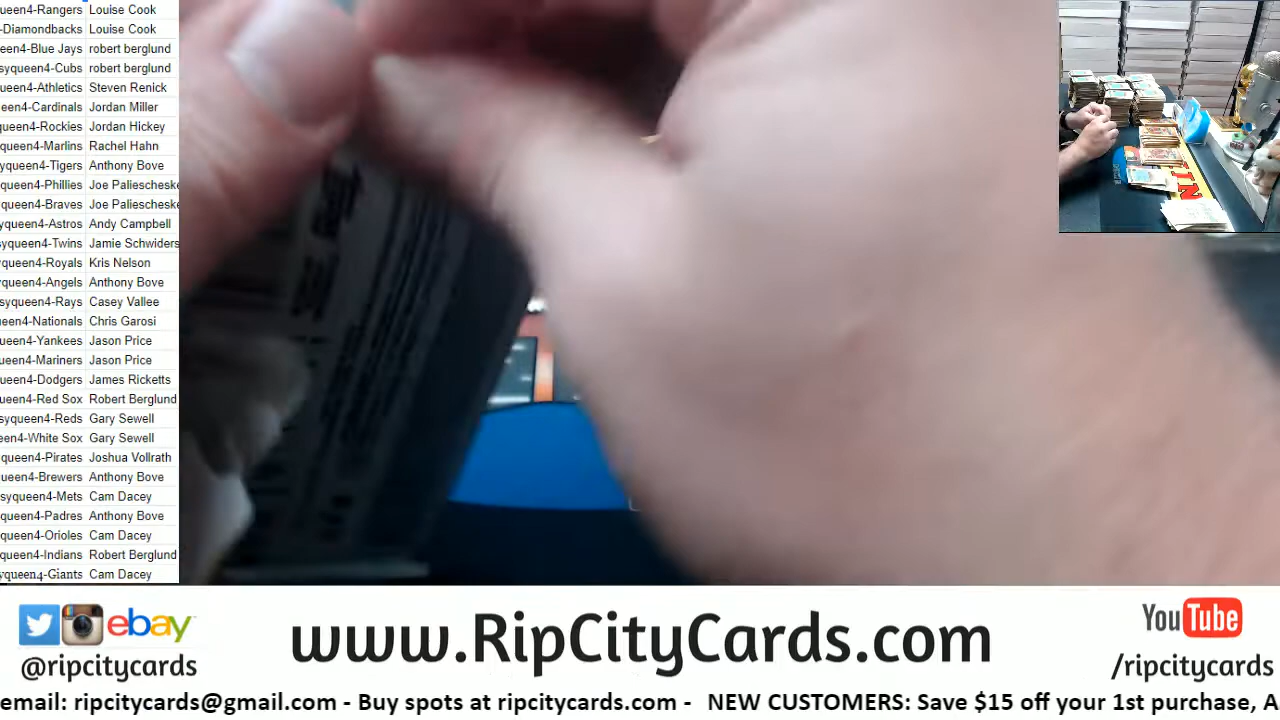 ueen4-Rangers Louise Cook
-Diamondbacks Louise Cook
een4-Blue Jays robert berglund
syqueen4-Cubs robert berglund
queen4-Athletics Steven Renick
een4-Cardinals Jordan Miller
queen4-Rockies Jordan Hickey
queen4-Marlins Rachel Hahn
yqueen4-Tigers Anthony Bove
queen4-Phillies Joe Paliescheske
queen4-Braves Joe Paliescheske
yqueen4-Astros Andy Campbell
syqueen4-Twins Jamie Schwiders
yqueen4-Royals Kris Nelson
yqueen4-Angels Anthony Bove
syqueen4-Rays Casey Vallee
ueen4-Nationals Chris Garosi
ueen4-Yankees Jason Price
ueen4-Mariners Jason Price
ueen4-Dodgers James Ricketts
ueen4-Red Sox Robert Berglund
syqueen4-Reds Gary Sewell
een4-White Sox Gary Sewell
queen4-Pirates Joshua Vollrath
ueen4-Brewers Anthony Bove
syqueen4-Mets Cam Dacey
queen4-Padres Anthony Bove
queen4-Orioles Cam Dacey
queen4-Indians Robert Berglund
yqueen4-Giants Cam Dacey
ebay
@ripcitycards
www.RipCityCards.com
YouTube
/ripcitycards
email: ripcitycards@gmail.com - Buy spots at ripcitycards.com - NEW CUSTOMERS: Save $15 off your 1st purchase, A